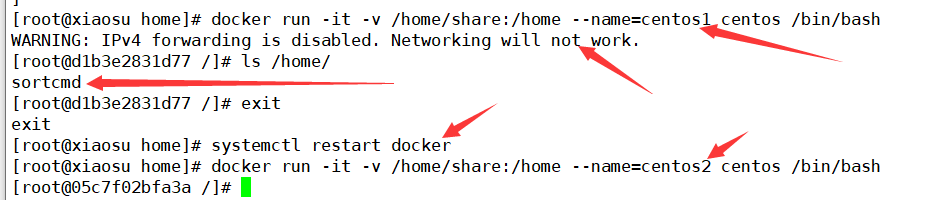 [root@xiaosu home]# docker run -it -v /home/share:/home --name=centos1 centos /bin/bash
WARNING: IPv4 forwarding is disabled. Networking will not work.
[root@d1b3e2831d77 /]# ls /home/
sortcmd
[root@d1b3e2831d77 /]# exit
exit
[root@xiaosu home]# systemctl restart docker
[root@xiaosu home]# docker run -it -v /home/share:/home --name=centos2 centos /bin/bash
[root@05c7f02bfa3a /]#